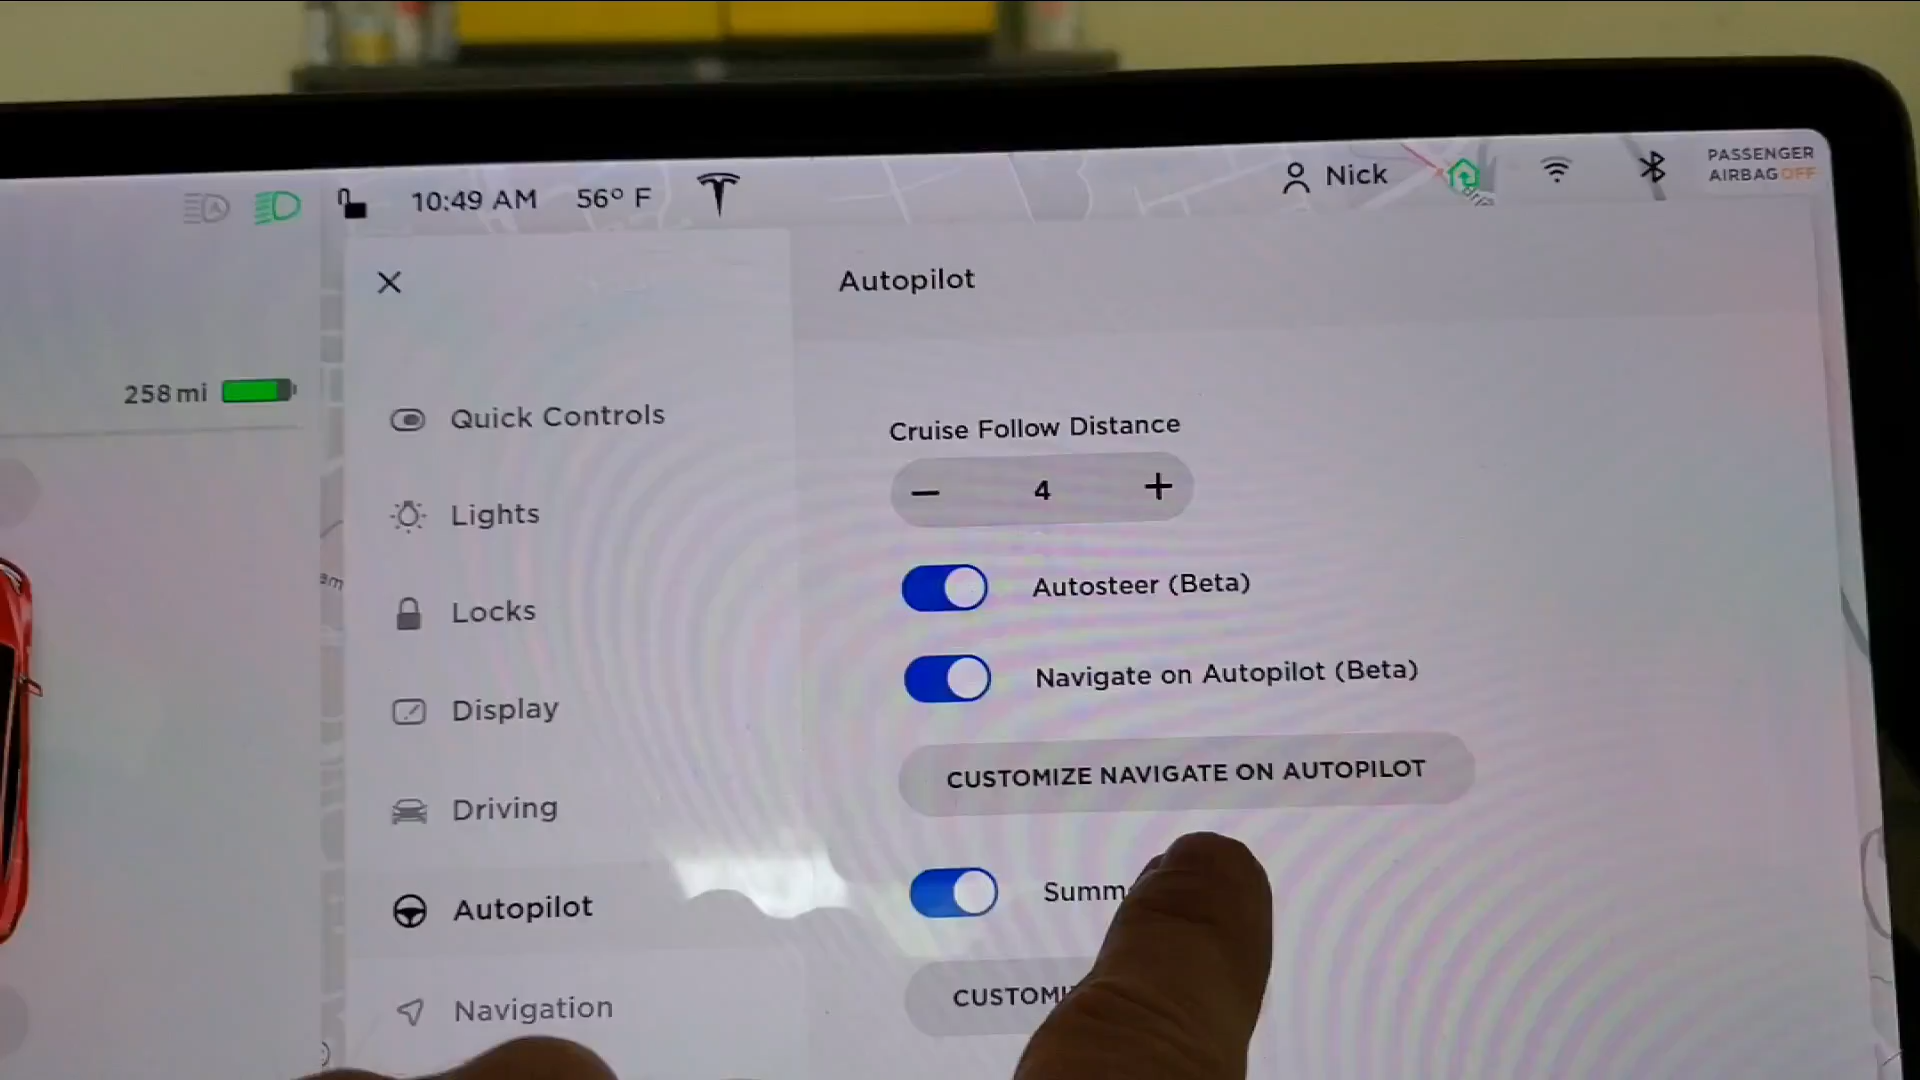 10:49 AM 56° F Nick PASSENGER
AIRBAG OFF
Autopilot
258 mi
Quick Controls
Lights
Locks
Display
Driving
Autopilot
Navigation
Cruise Follow Distance
4
Autosteer (Beta)
Navigate on Autopilot (Beta)
CUSTOMIZE NAVIGATE ON AUTOPILOT